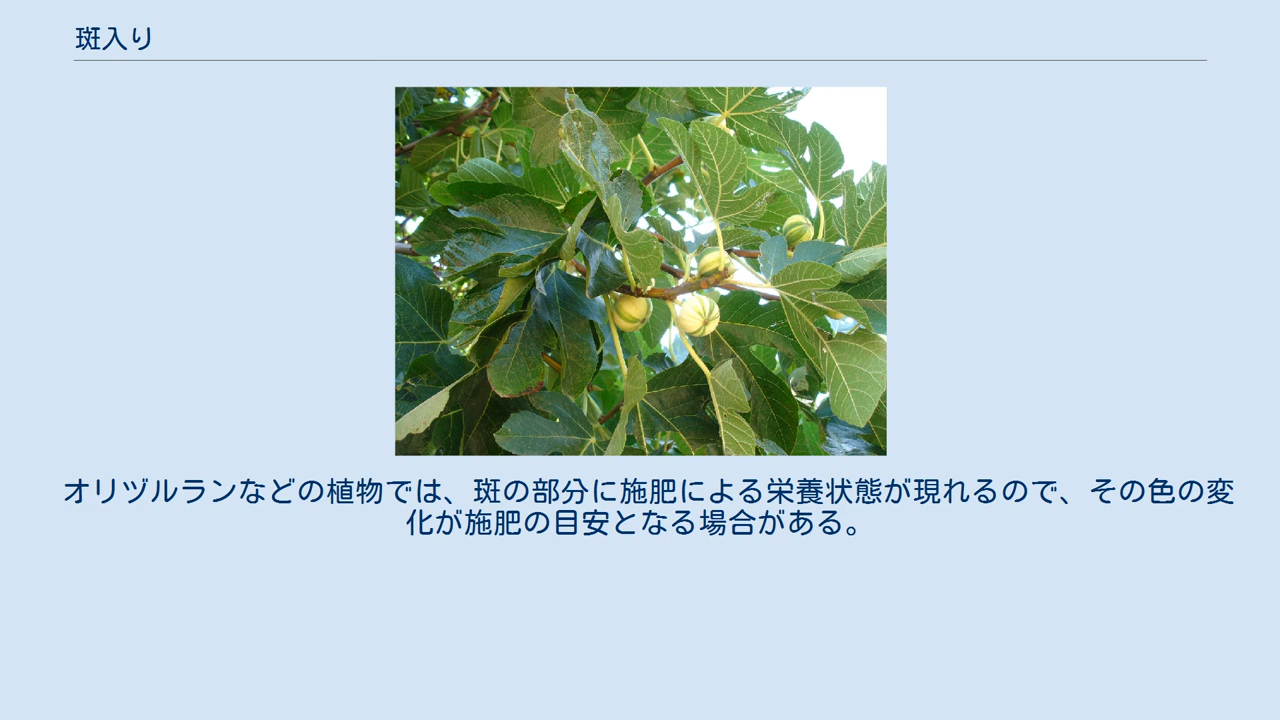 斑入り
オリヅルランなどの植物では、斑の部分に施肥による栄養状態が現れるので、その色の変
化が施肥の目安となる場合がある。